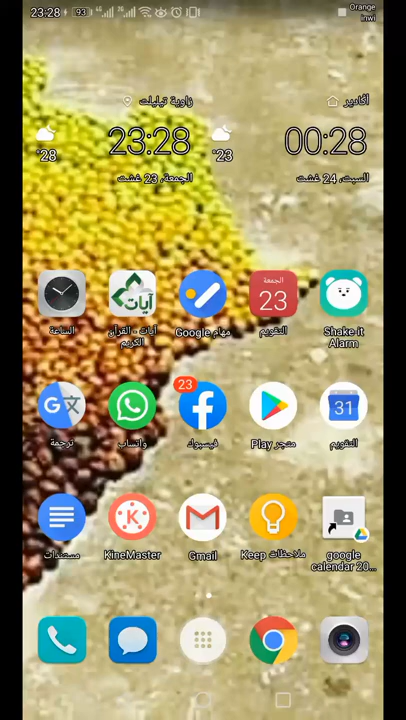 23:28
93
Orange
inwi
زاوية تيليلت
أكادير
23:28
°28
00:28
°23
الجمعة، 23 غشت
السبت، 24 غشت
الساعة
آيات
آيات - القرآن
الكريم
مهام Google
الجمعة
23
التقويم
Shake It
Alarm
ترجمة
واتساب
23
فيسبوك
متجر Play
31
التقويم
مستندات
KineMaster
Gmail
ملاحظات Keep
google
calendar 20...